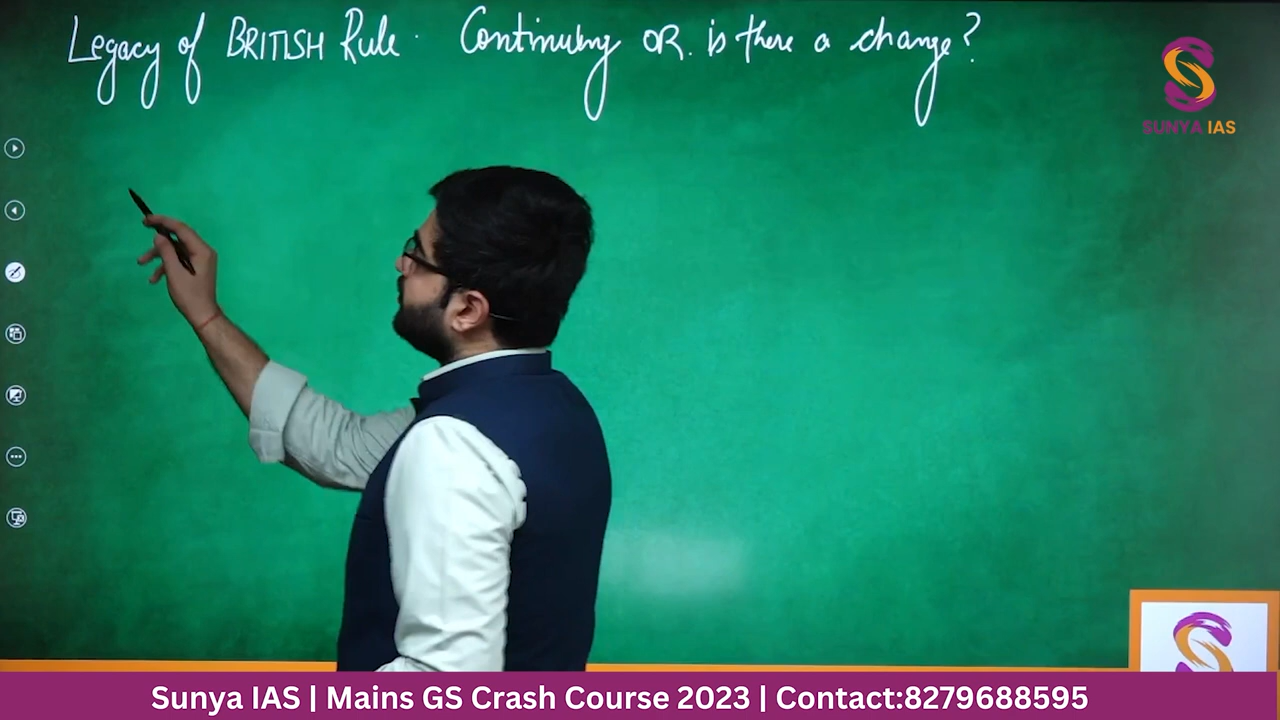 Legacy of BRITISH Rule. Continuing OR. is there a change?
SUNYA IAS
Sunya IAS | Mains GS Crash Course 2023 | Contact:8279688595